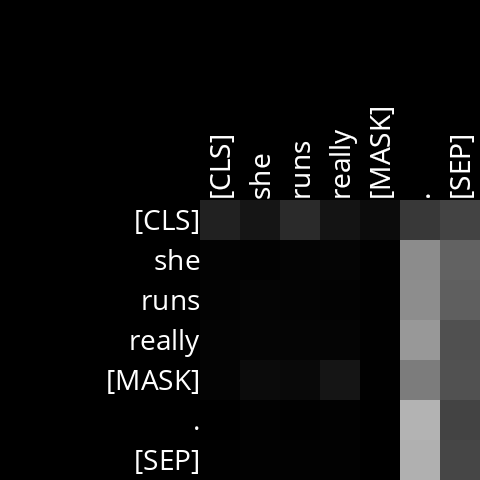 [CLS] she runs really [MASK] . [SEP]
[CLS]
she
runs
really
[MASK]
.
[SEP]